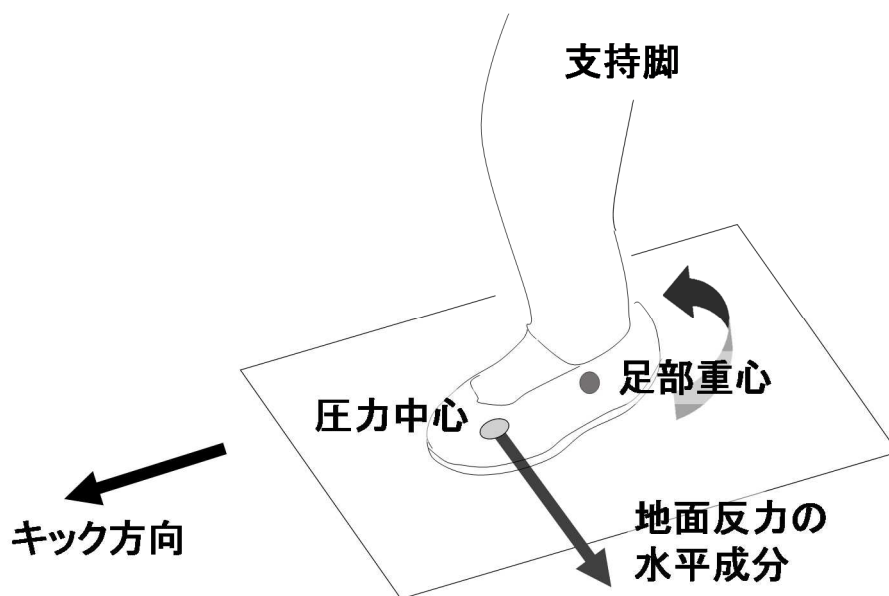 支持脚
足部重心
圧力中心
キック方向
地面反力の
水平成分